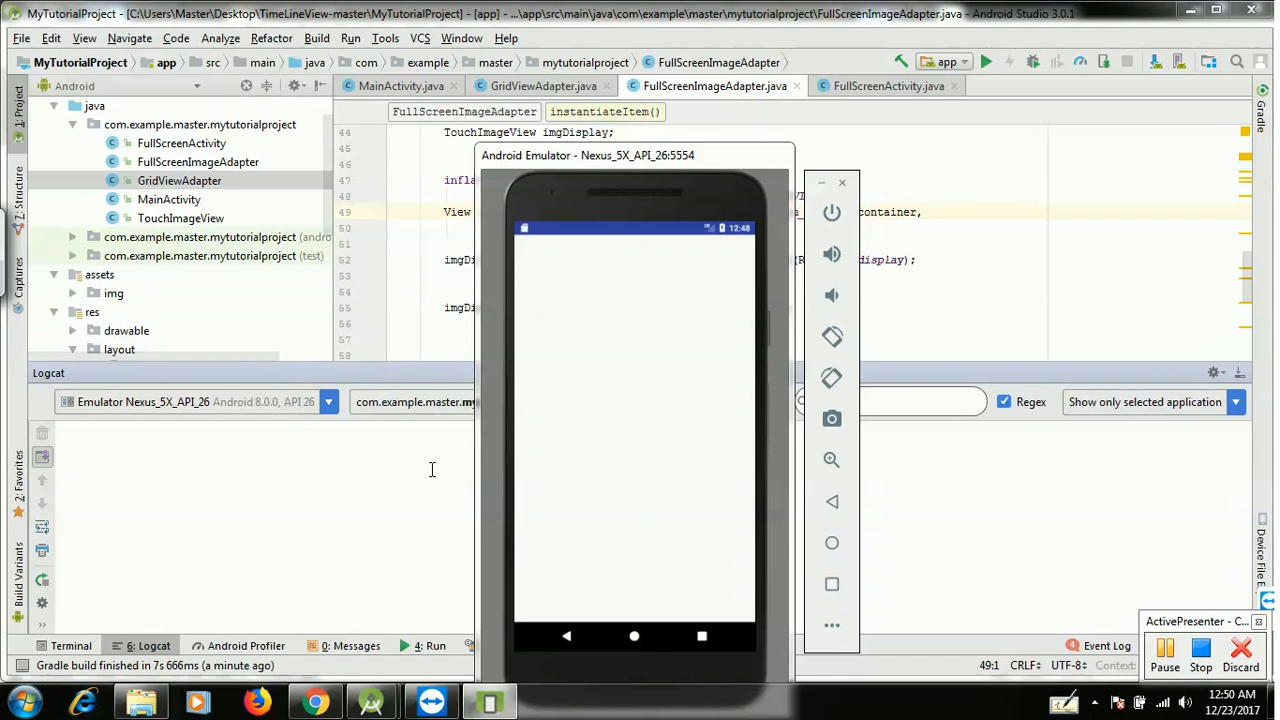 MyTutorialProject - [C:\Users\Master\Desktop\TimeLineView-master\MyTutorialProject] - [app] - ...\app\src\main\java\com\example\master\mytutorialproject\FullScreenImageAdapter.java - Android Studio 3.0.1
File Edit View Navigate Code Analyze Refactor Build Run Tools VCS Window Help
MyTutorialProject app src main java com example master mytutorialproject FullScreenImageAdapter app
Android MainActivity.java GridViewAdapter.java FullScreenImageAdapter.java FullScreenActivity.java
1: Project
7: Structure
Captures
2: Favorites
Build Variants
Gradle
Device File E
java
com.example.master.mytutorialproject
FullScreenActivity
FullScreenImageAdapter
GridViewAdapter
MainActivity
TouchImageView
com.example.master.mytutorialproject (andro
com.example.master.mytutorialproject (test)
assets
img
res
drawable
layout
FullScreenImageAdapter instantiateItem()
44 TouchImageView imgDisplay;
45
46
47 infla
48
49 View container,
50
51
52 imgDi (R display);
53
54
55 imgDi
56
57
58
Android Emulator - Nexus_5X_API_26:5554
12:48
Logcat
Emulator Nexus_5X_API_26 Android 8.0.0, API 26 com.example.master.my Regex Show only selected application
Terminal 6: Logcat Android Profiler 0: Messages 4: Run Event Log
Gradle build finished in 7s 666ms (a minute ago) 49:1 CRLF UTF-8 Context:
ActivePresenter - C...
Pause Stop Discard
12:50 AM
12/23/2017